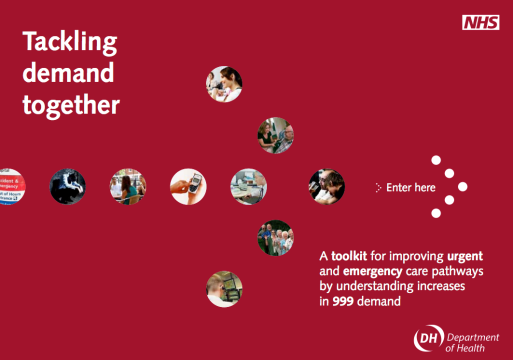 NHS
Tackling
demand
together
Enter here
A toolkit for improving urgent
and emergency care pathways
by understanding increases
in 999 demand
DH Department
of Health